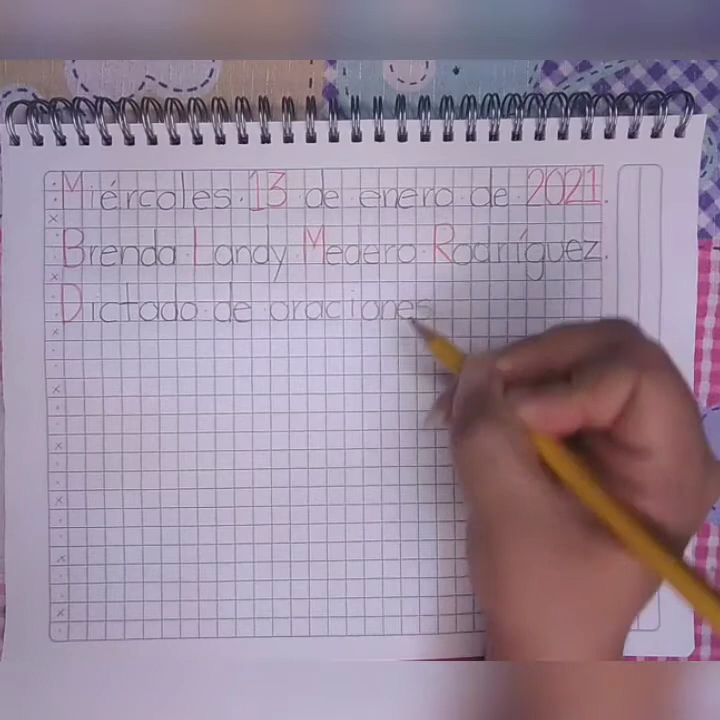 Miércoles 13 de enero de 2021.
Brenda Landy Medero Rodríguez.
Dictado de oraciones